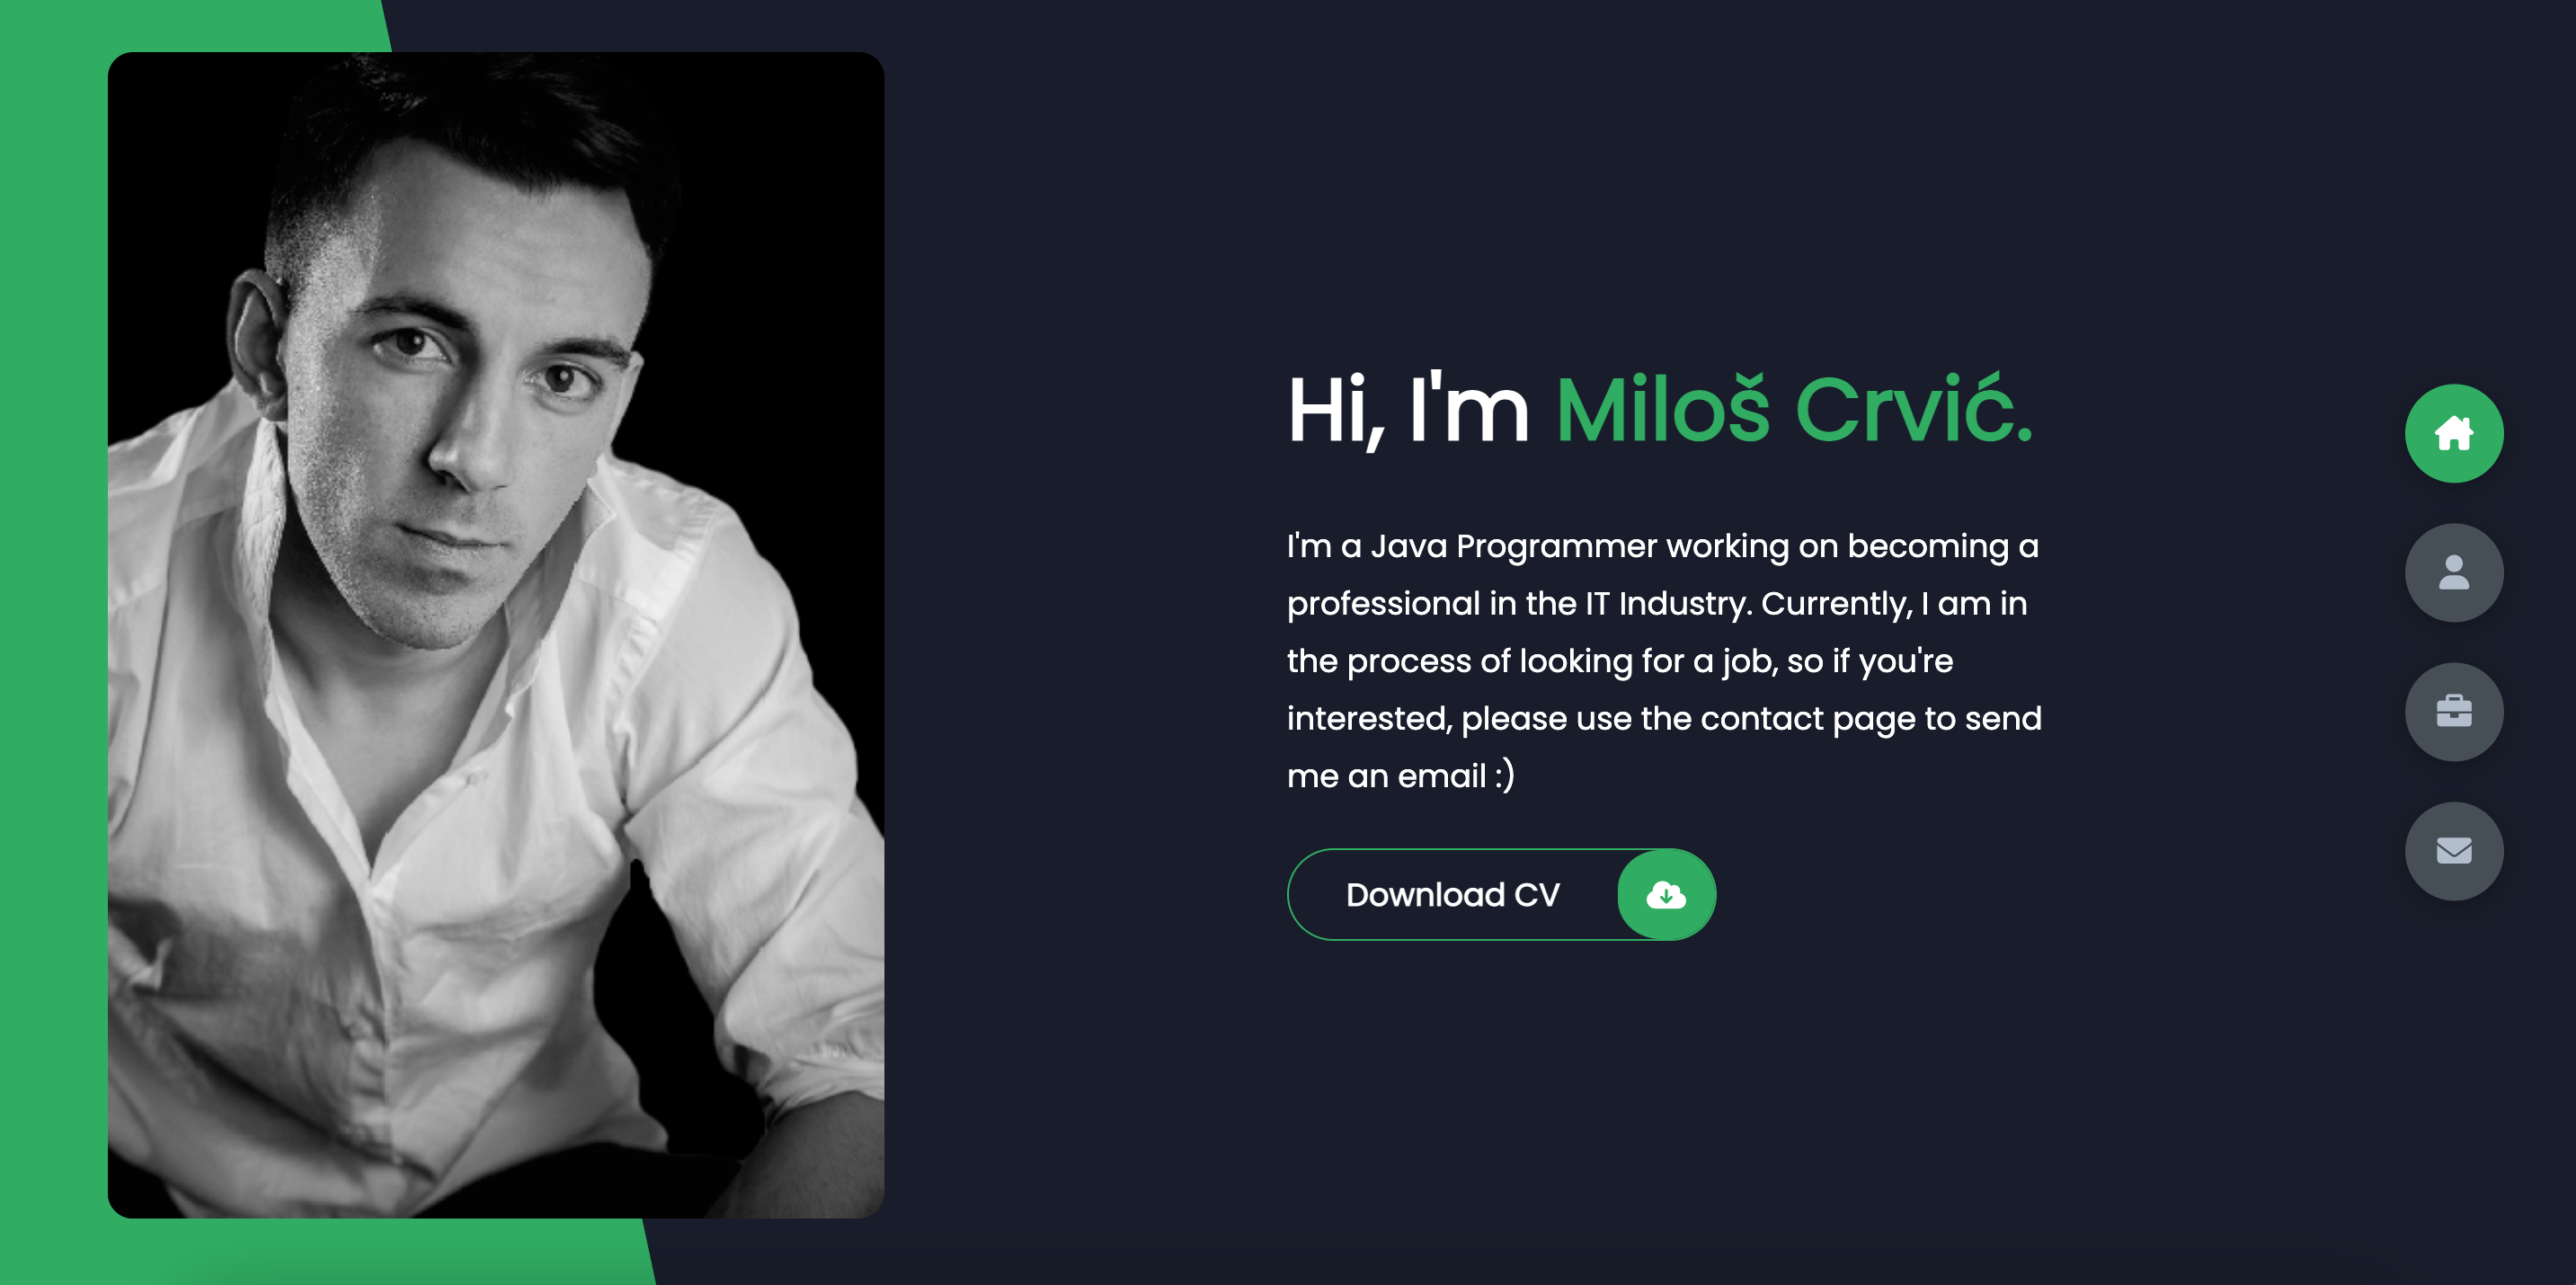 Hi, I'm Miloš Crvić.
I'm a Java Programmer working on becoming a
professional in the IT Industry. Currently, I am in
the process of looking for a job, so if you're
interested, please use the contact page to send
me an email :)
Download CV